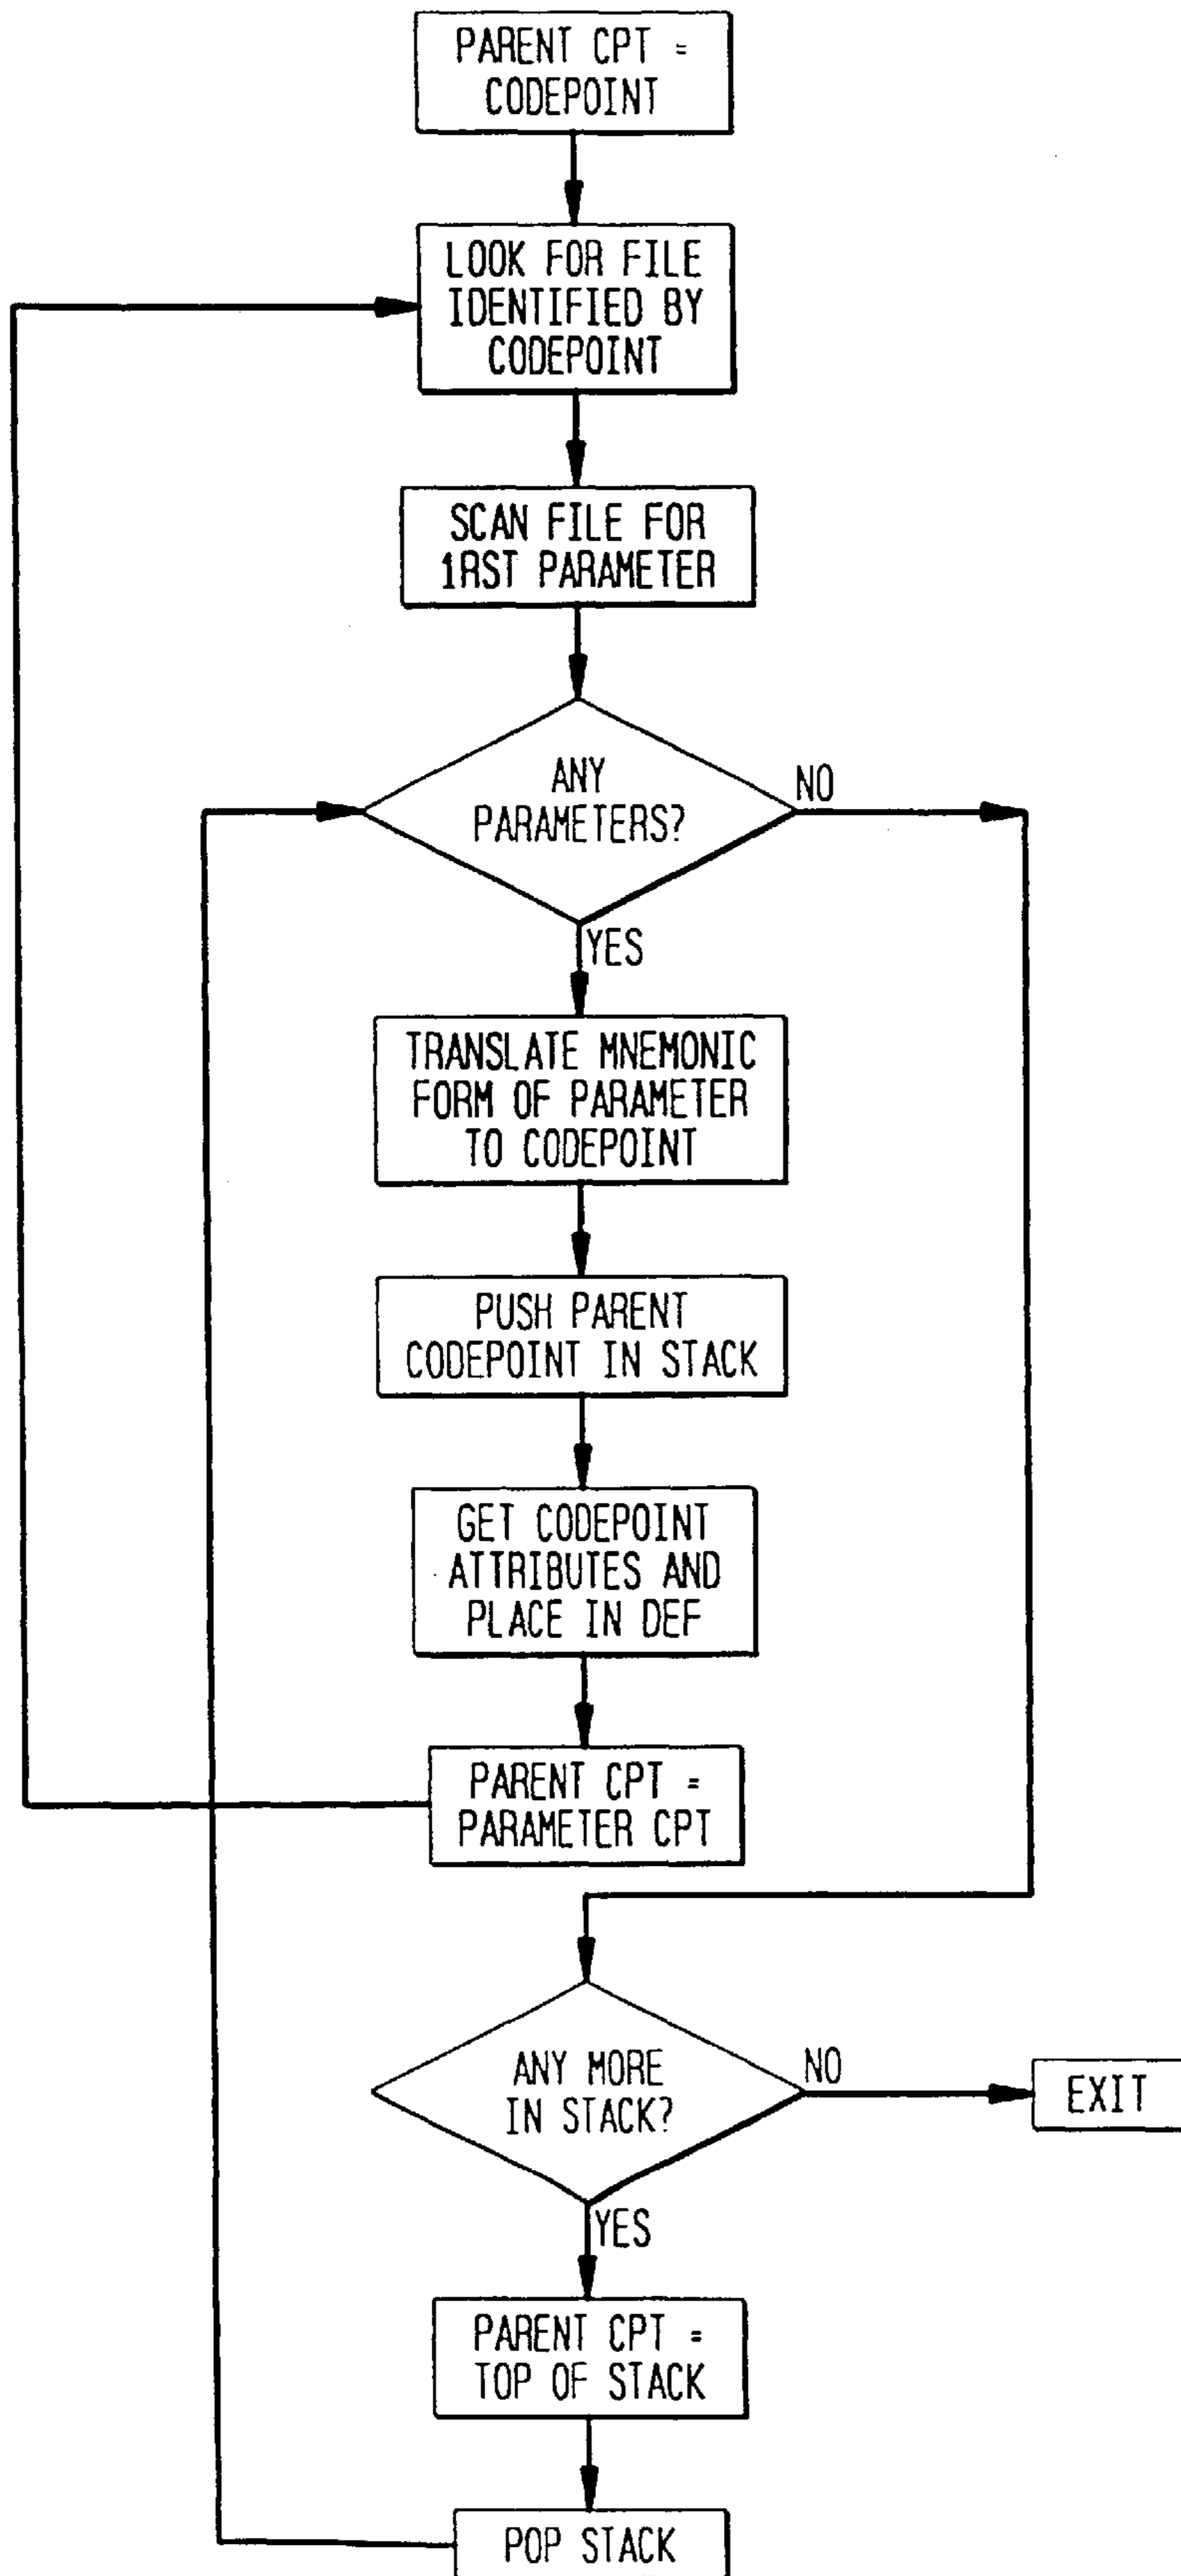 PARENT CPT =
CODEPOINT
LOOK FOR FILE
IDENTIFIED BY
CODEPOINT
SCAN FILE FOR
1RST PARAMETER
ANY
PARAMETERS?
NO
YES
TRANSLATE MNEMONIC
FORM OF PARAMETER
TO CODEPOINT
PUSH PARENT
CODEPOINT IN STACK
GET CODEPOINT
ATTRIBUTES AND
PLACE IN DEF
PARENT CPT =
PARAMETER CPT
ANY MORE
IN STACK?
NO
EXIT
YES
PARENT CPT =
TOP OF STACK
POP STACK